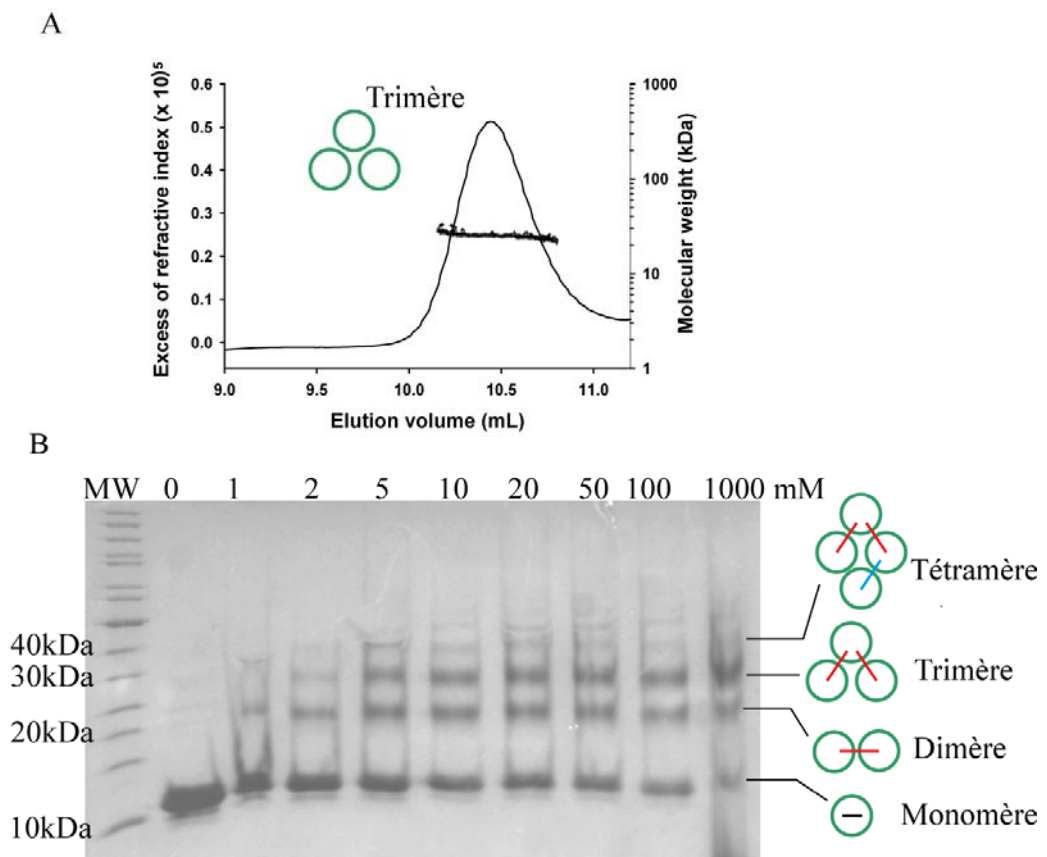 A
Trimère
Excess of refractive index (x 10)⁵
0.6
0.5
0.4
0.3
0.2
0.1
0.0
1000
100
10
1
Molecular weight (kDa)
9.0 9.5 10.0 10.5 11.0
Elution volume (mL)
B
MW 0 1 2 5 10 20 50 100 1000 mM
40kDa
30kDa
20kDa
10kDa
Tétramère
Trimère
Dimère
Monomère